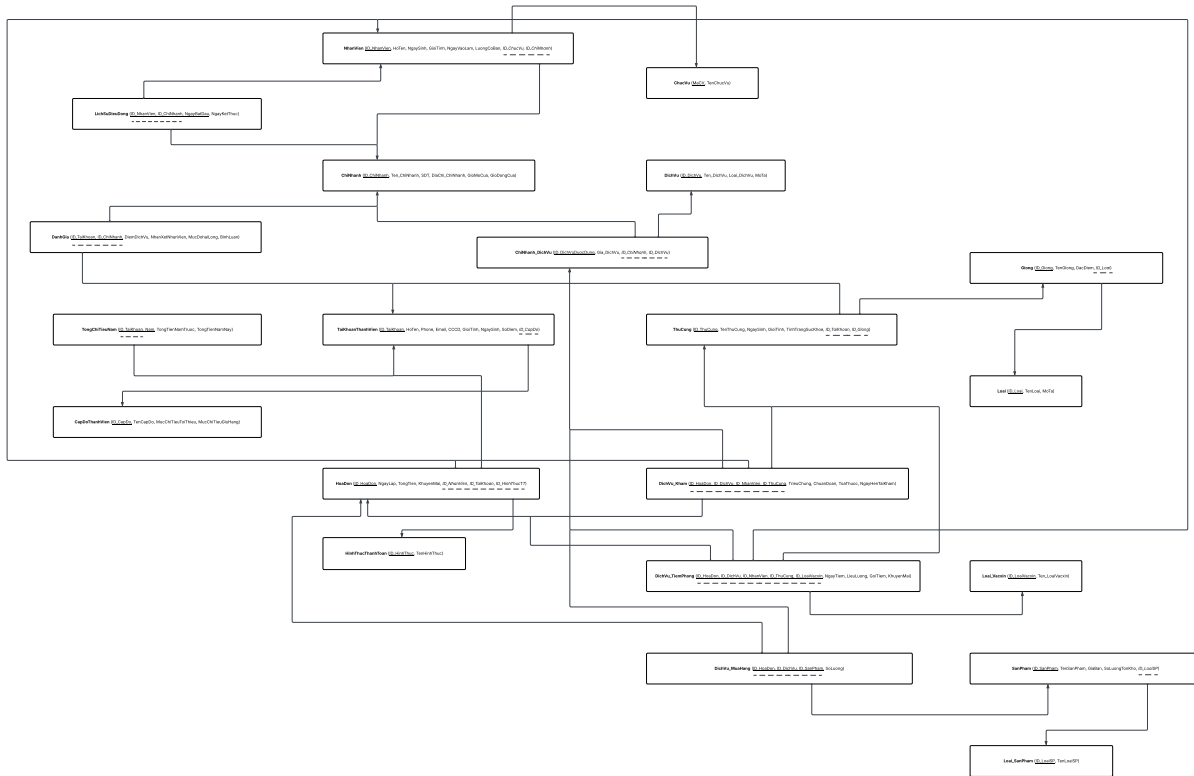 NhanVien (ID_NhanVien, HoTen, NgaySinh, GioiTinh, NgayVaoLam, LuongCoBan, ID_ChucVu, ID_ChiNhanh)
ChucVu (MaCV, TenChucVu)
LichSuDieuDong (ID_NhanVien, ID_ChiNhanh, NgayBatDau, NgayKetThuc)
ChiNhanh (ID_ChiNhanh, Ten_ChiNhanh, SDT, DiaChi_ChiNhanh, GioMoCua, GioDongCua)
DichVu (ID_DichVu, Ten_DichVu, Loai_DichVu, MoTa)
DanhGia (ID_TaiKhoan, ID_ChiNhanh, DiemDichVu, NhanXetNhanVien, MucDohaiLong, BinhLuan)
ChiNhanh_DichVu (ID_DichVuDuocDung, Gia_DichVu, ID_ChiNhanh, ID_DichVu)
Giong (ID_Giong, TenGiong, DacDiem, ID_Loai)
TongChiTieuNam (ID_TaiKhoan, Nam, TongTienNamTruoc, TongTienNamNay)
TaiKhoanThanhVien (ID_TaiKhoan, HoTen, Phone, Email, CCCD, GioiTinh, NgaySinh, SoDiem, ID_CapDo)
ThuCung (ID_ThuCung, TenThuCung, NgaySinh, GioiTinh, TinhTrangSucKhoe, ID_TaiKhoan, ID_Giong)
Loai (ID_Loai, TenLoai, MoTa)
CapDoThanhVien (ID_CapDo, TenCapDo, MucChiTieuToiThieu, MucChiTieuGiuHang)
HoaDon (ID_HoaDon, NgayLap, TongTien, KhuyenMai, ID_NhanVien, ID_TaiKhoan, ID_HinhThucTT)
DichVu_Kham (ID_HoaDon, ID_DichVu, ID_NhanVien, ID_ThuCung, TrieuChung, ChuanDoan, ToaThuoc, NgayHenTaiKham)
HinhThucThanhToan (ID_HinhThuc, TenHinhThuc)
DichVu_TiemPhong (ID_HoaDon, ID_DichVu, ID_NhanVien, ID_ThuCung, ID_LoaiVacxin, NgayTiem, LieuLuong, GoiTiem, KhuyenMai)
Loai_Vacxin (ID_LoaiVacxin, Ten_LoaiVacxin)
DichVu_MuaHang (ID_HoaDon, ID_DichVu, ID_SanPham, SoLuong)
SanPham (ID_SanPham, TenSanPham, GiaBan, SoLuongTonKho, ID_LoaiSP)
Loai_SanPham (ID_LoaiSP, TenLoaiSP)